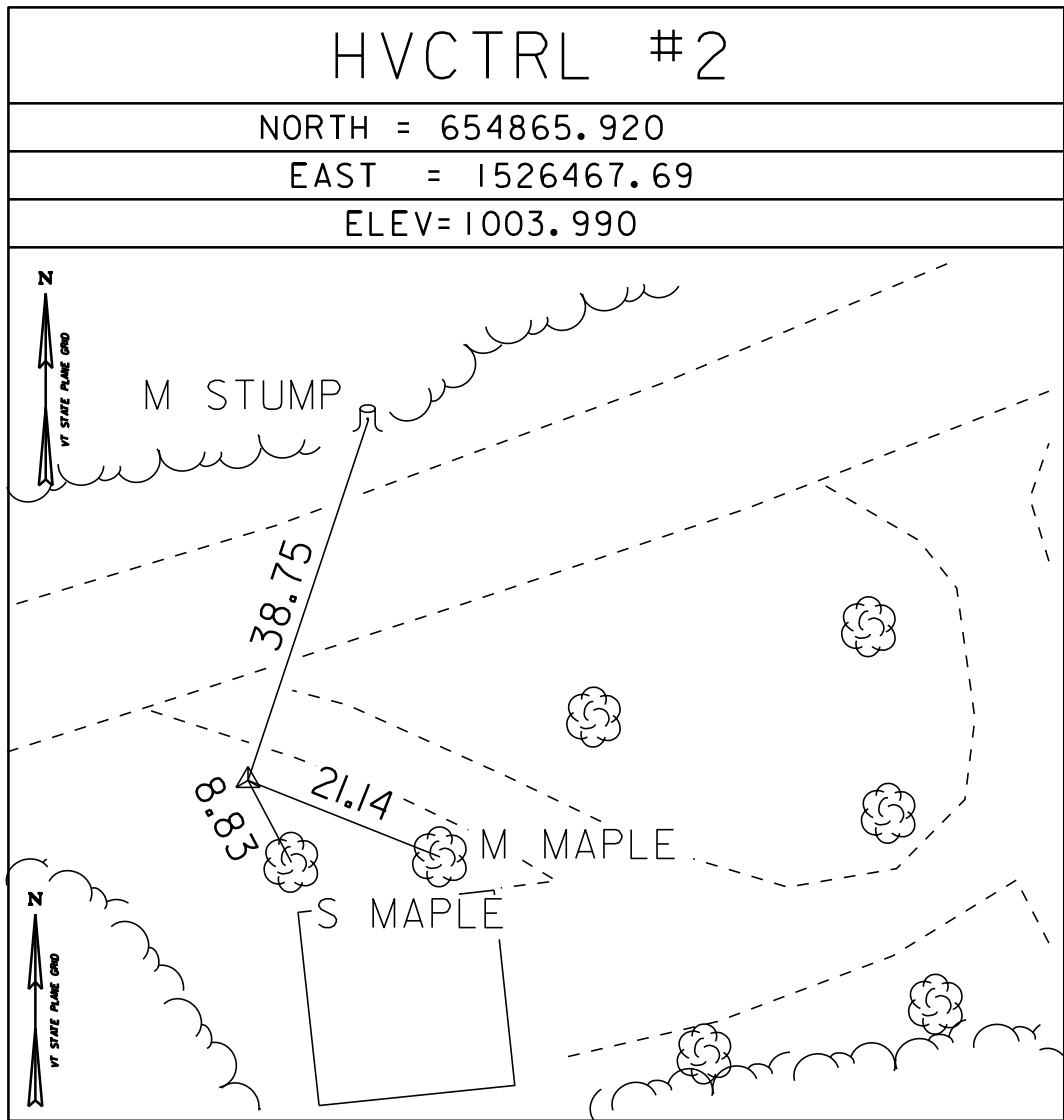 HVCTRL #2
NORTH = 654865.920
EAST = 1526467.69
ELEV=1003.990
N
VT STATE PLANE GRID
M STUMP
38.75
21.14
8.83
M MAPLE
S MAPLE
N
VT STATE PLANE GRID